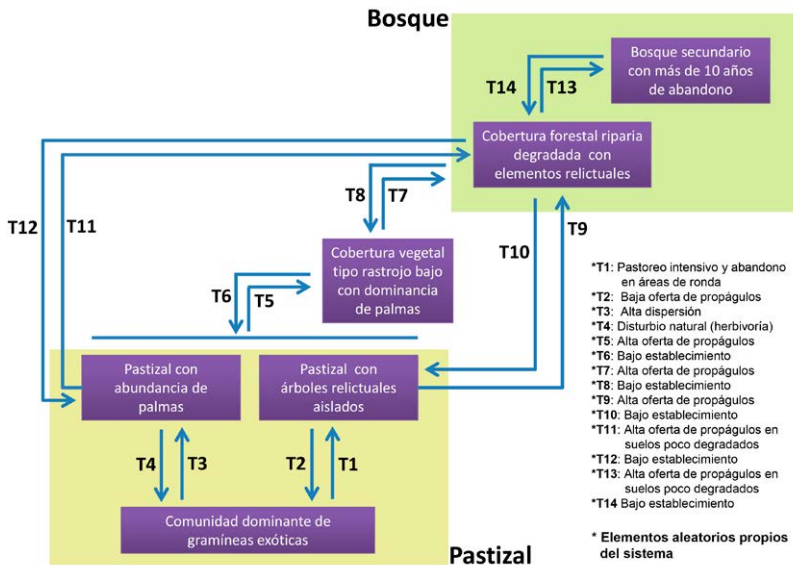 Bosque
Bosque secundario
con más de 10 años
de abandono
T14
T13
Cobertura forestal riparia
degradada con
elementos relictuales
T8
T7
T12
T11
T10
T9
Cobertura vegetal
tipo rastrojo bajo
con dominancia
de palmas
T6
T5
Pastizal con
abundancia de
palmas
Pastizal con
árboles relictuales
aislados
T4
T3
T2
T1
Comunidad dominante de
gramíneas exóticas
Pastizal
*T1: Pastoreo intensivo y abandono
en áreas de ronda
*T2: Baja oferta de propágulos
*T3: Alta dispersión
*T4: Disturbio natural (herbivoría)
*T5: Alta oferta de propágulos
*T6: Bajo establecimiento
*T7: Alta oferta de propágulos
*T8: Bajo establecimiento
*T9: Alta oferta de propágulos
*T10: Bajo establecimiento
*T11: Alta oferta de propágulos en
suelos poco degradados
*T12: Bajo establecimiento
*T13: Alta oferta de propágulos en
suelos poco degradados
*T14 Bajo establecimiento
* Elementos aleatorios propios
del sistema